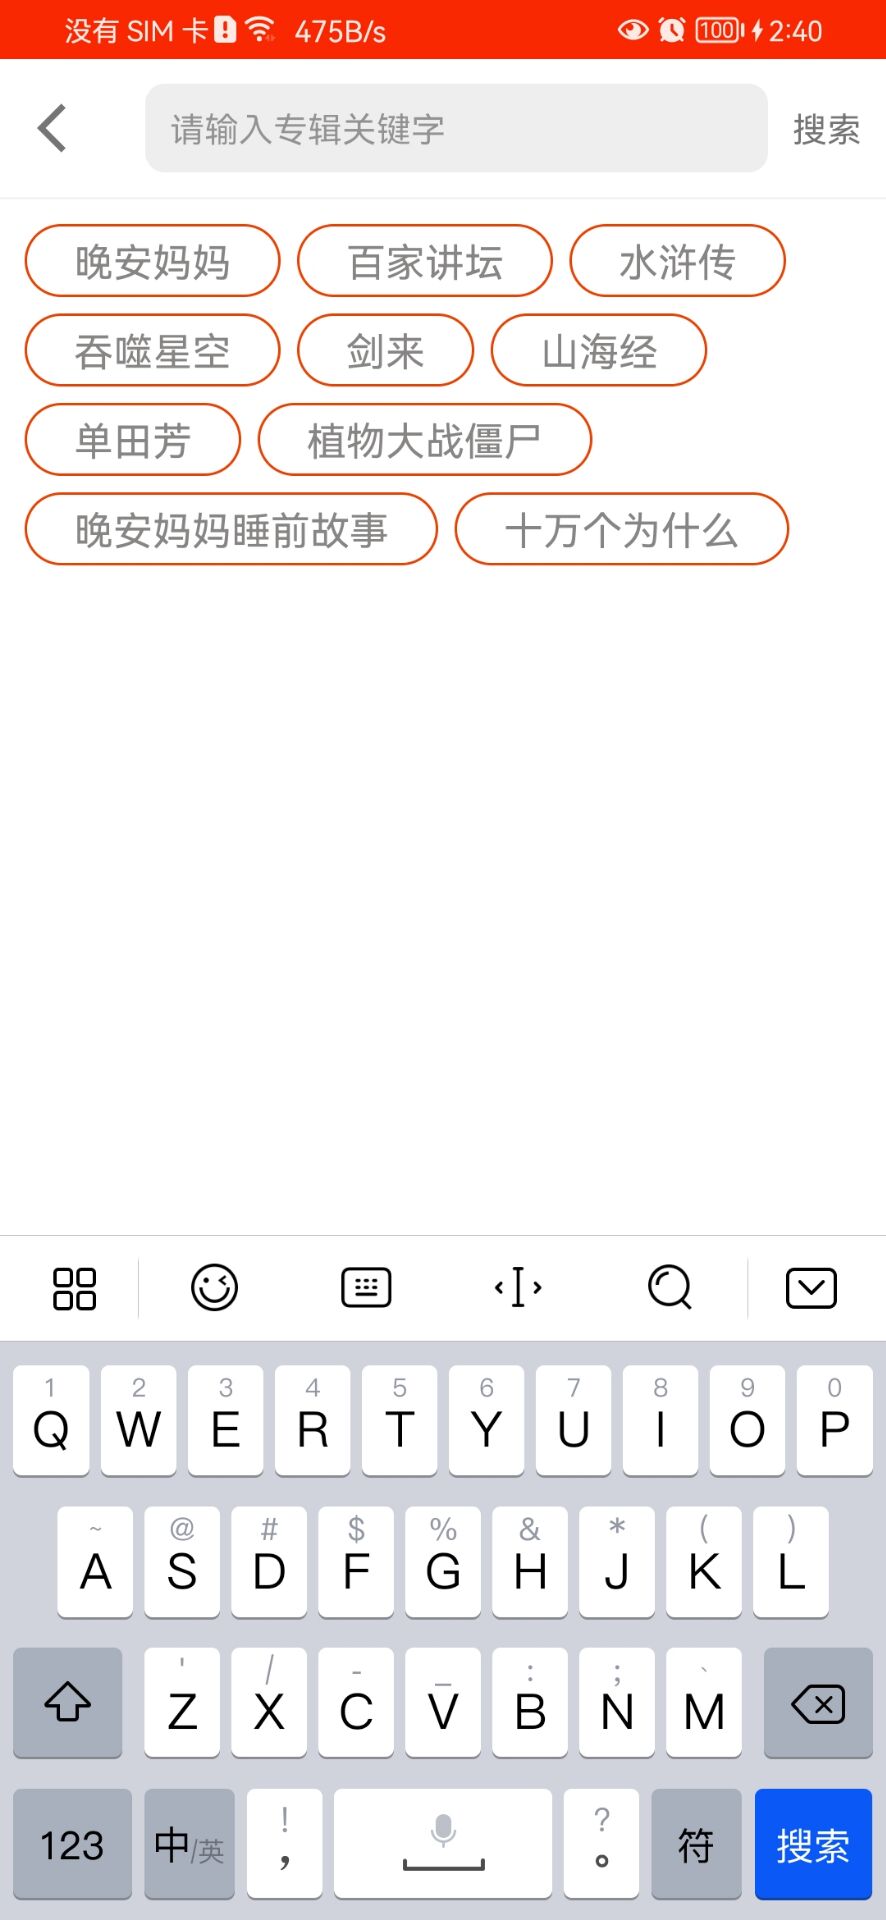 没有 SIM 卡 475B/s 100 2:40
请输入专辑关键字 搜索
晚安妈妈 百家讲坛 水浒传
吞噬星空 剑来 山海经
单田芳 植物大战僵尸
晚安妈妈睡前故事 十万个为什么
1 2 3 4 5 6 7 8 9 0
Q W E R T Y U I O P
~ @ # $ % & * ( )
A S D F G H J K L
' / - _ : ; `
Z X C V B N M
! ?
123 中/英 , 。 符 搜索